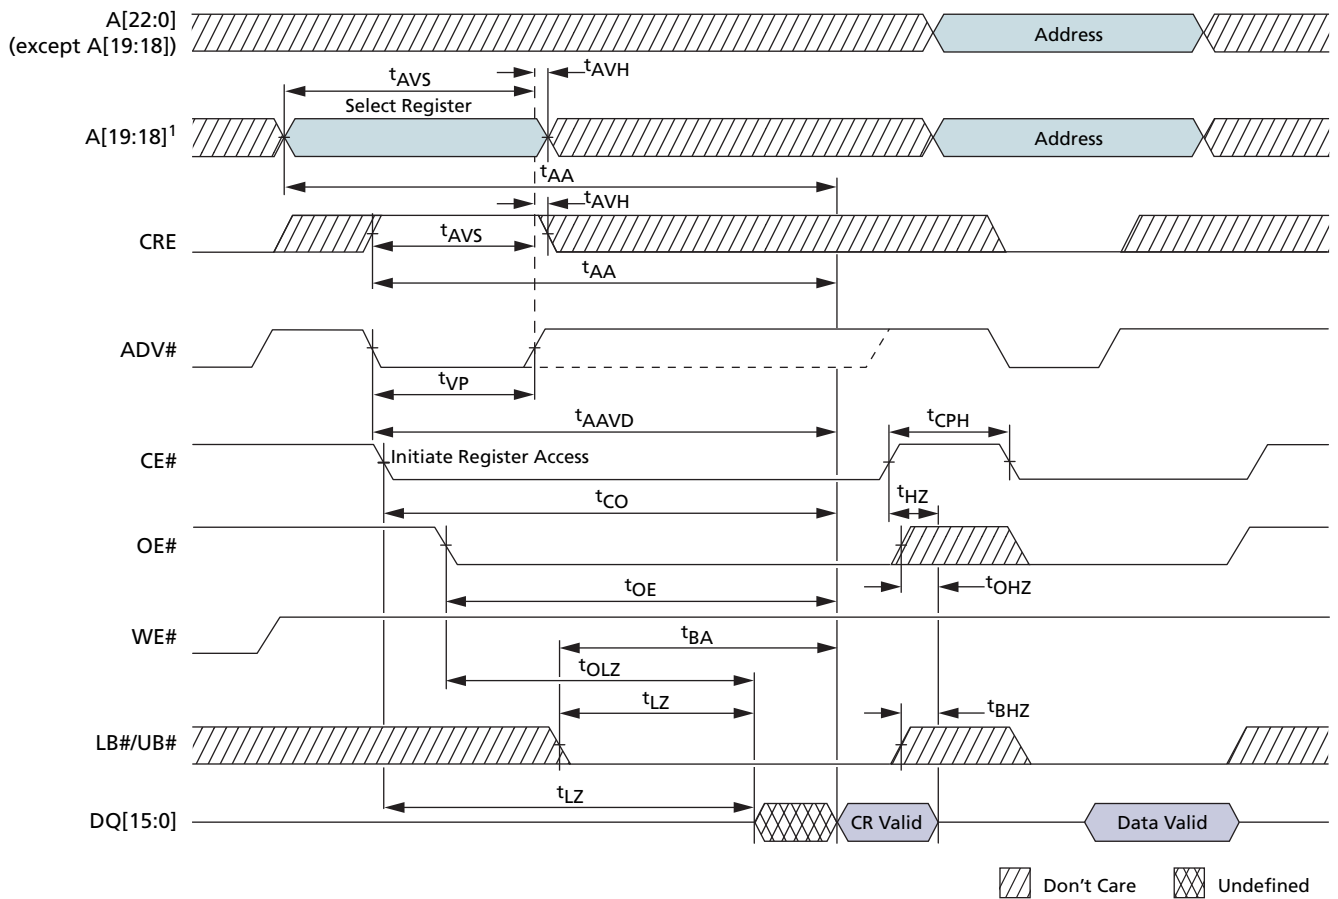 A[22:0]
(except A[19:18])
Address
tAVS
tAVH
Select Register
A[19:18]1
Address
tAA
tAVH
CRE
tAVS
tAA
ADV#
tVP
tAAVD
tCPH
CE#
Initiate Register Access
tCO
tHZ
OE#
tOE
tOHZ
WE#
tBA
tOLZ
tLZ
tBHZ
LB#/UB#
tLZ
DQ[15:0]
CR Valid
Data Valid
Don't Care
Undefined